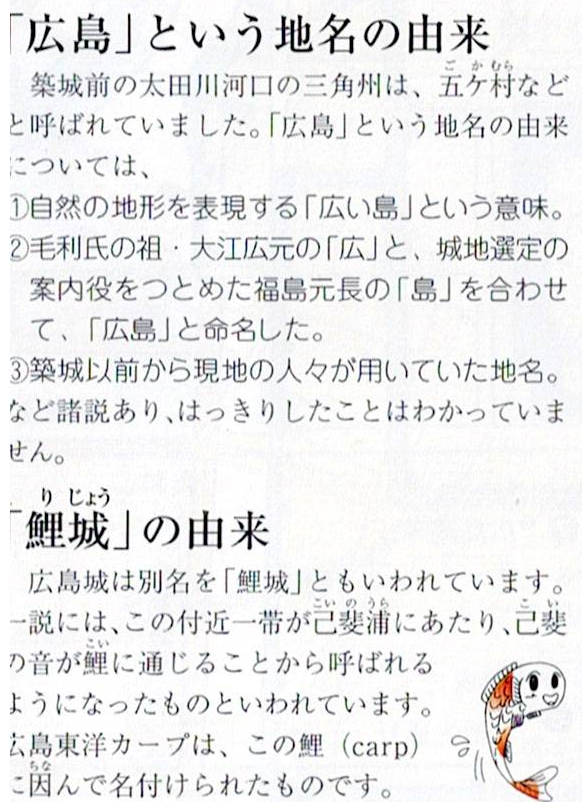 「広島」という地名の由来
築城前の太田川河口の三角州は、五ケ村など
と呼ばれていました。「広島」という地名の由来
については、
①自然の地形を表現する「広い島」という意味。
②毛利氏の祖・大江広元の「広」と、城地選定の
案内役をつとめた福島元長の「島」を合わせ
て、「広島」と命名した。
③築城以前から現地の人々が用いていた地名。
など諸説あり、はっきりしたことはわかっていま
せん。
「鯉城」の由来
広島城は別名を「鯉城」ともいわれています。
一説には、この付近一帯が己斐浦にあたり、己斐
の音が鯉に通じることから呼ばれる
ようになったものといわれています。
広島東洋カープは、この鯉（carp）
に因んで名付けられたものです。